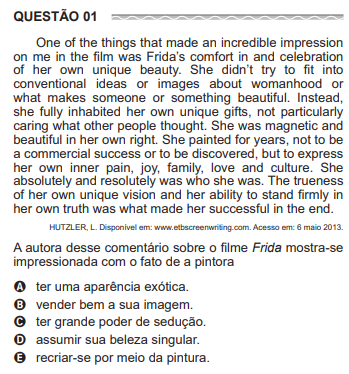 QUESTÃO 01
One of the things that made an incredible impression
on me in the film was Frida's comfort in and celebration
of her own unique beauty. She didn't try to fit into
conventional ideas or images about womanhood or
what makes someone or something beautiful. Instead,
she fully inhabited her own unique gifts, not particularly
caring what other people thought. She was magnetic and
beautiful in her own right. She painted for years, not to be
a commercial success or to be discovered, but to express
her own inner pain, joy, family, love and culture. She
absolutely and resolutely was who she was. The trueness
of her own unique vision and her ability to stand firmly in
her own truth was what made her successful in the end.
HUTZLER, L. Disponível em: www.etbscreenwriting.com. Acesso em: 6 maio 2013.
A autora desse comentário sobre o filme Frida mostra-se
impressionada com o fato de a pintora
A ter uma aparência exótica.
B vender bem a sua imagem.
C ter grande poder de sedução.
D assumir sua beleza singular.
E recriar-se por meio da pintura.